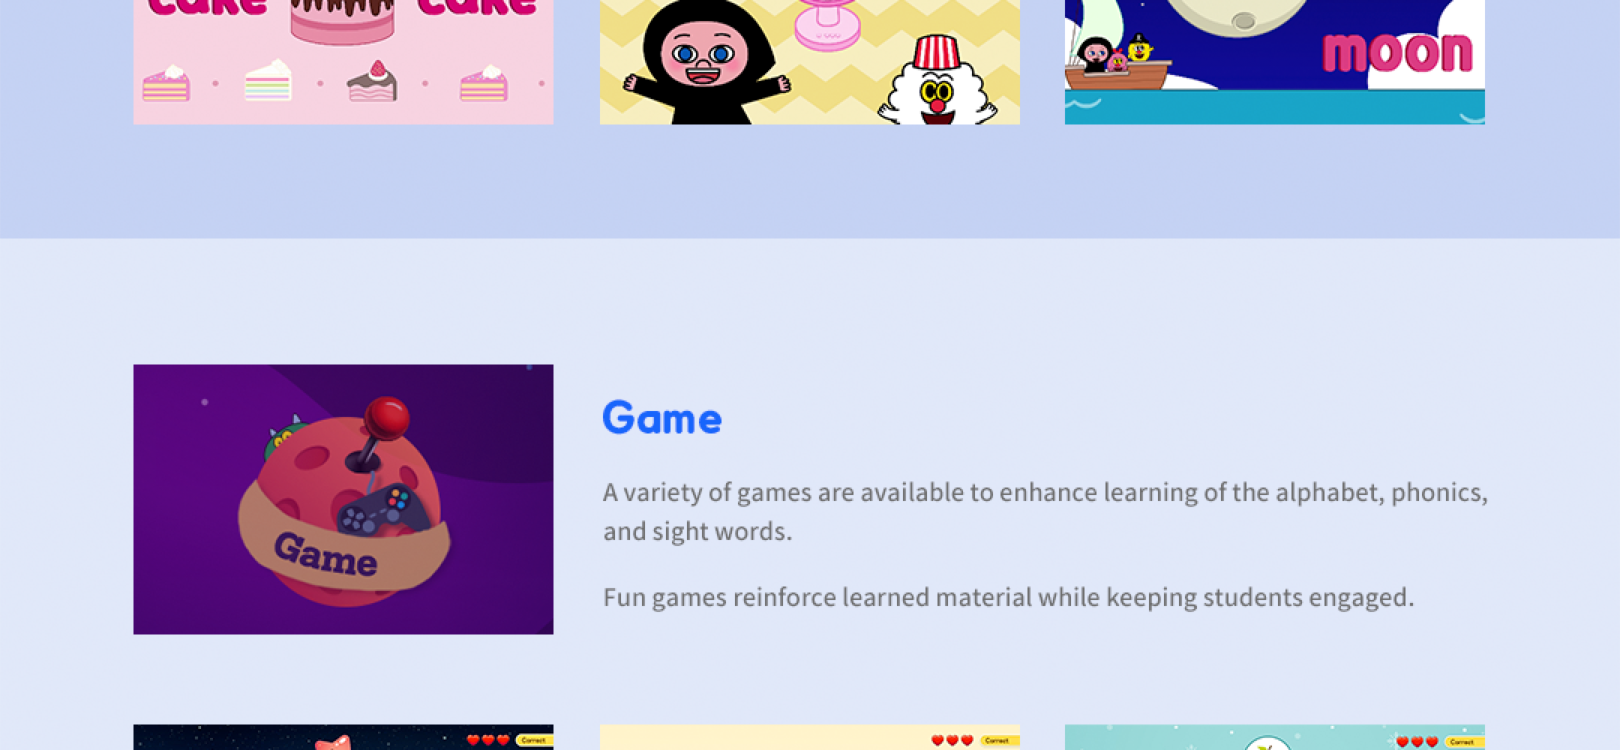 cake cake
moon
Game
Game
A variety of games are available to enhance learning of the alphabet, phonics,
and sight words.
Fun games reinforce learned material while keeping students engaged.
Correct Correct Correct